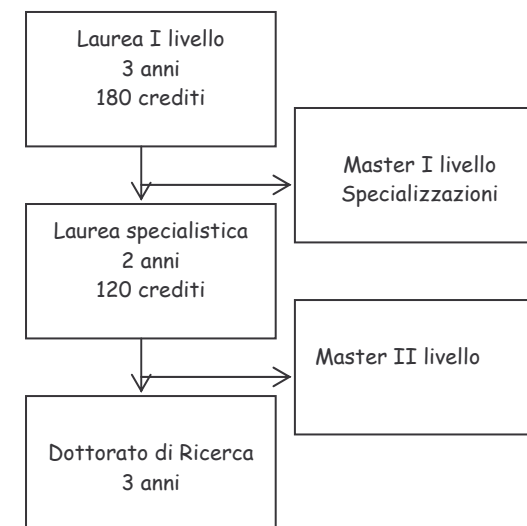 Laurea I livello
3 anni
180 crediti
Master I livello
Specializzazioni
Laurea specialistica
2 anni
120 crediti
Master II livello
Dottorato di Ricerca
3 anni